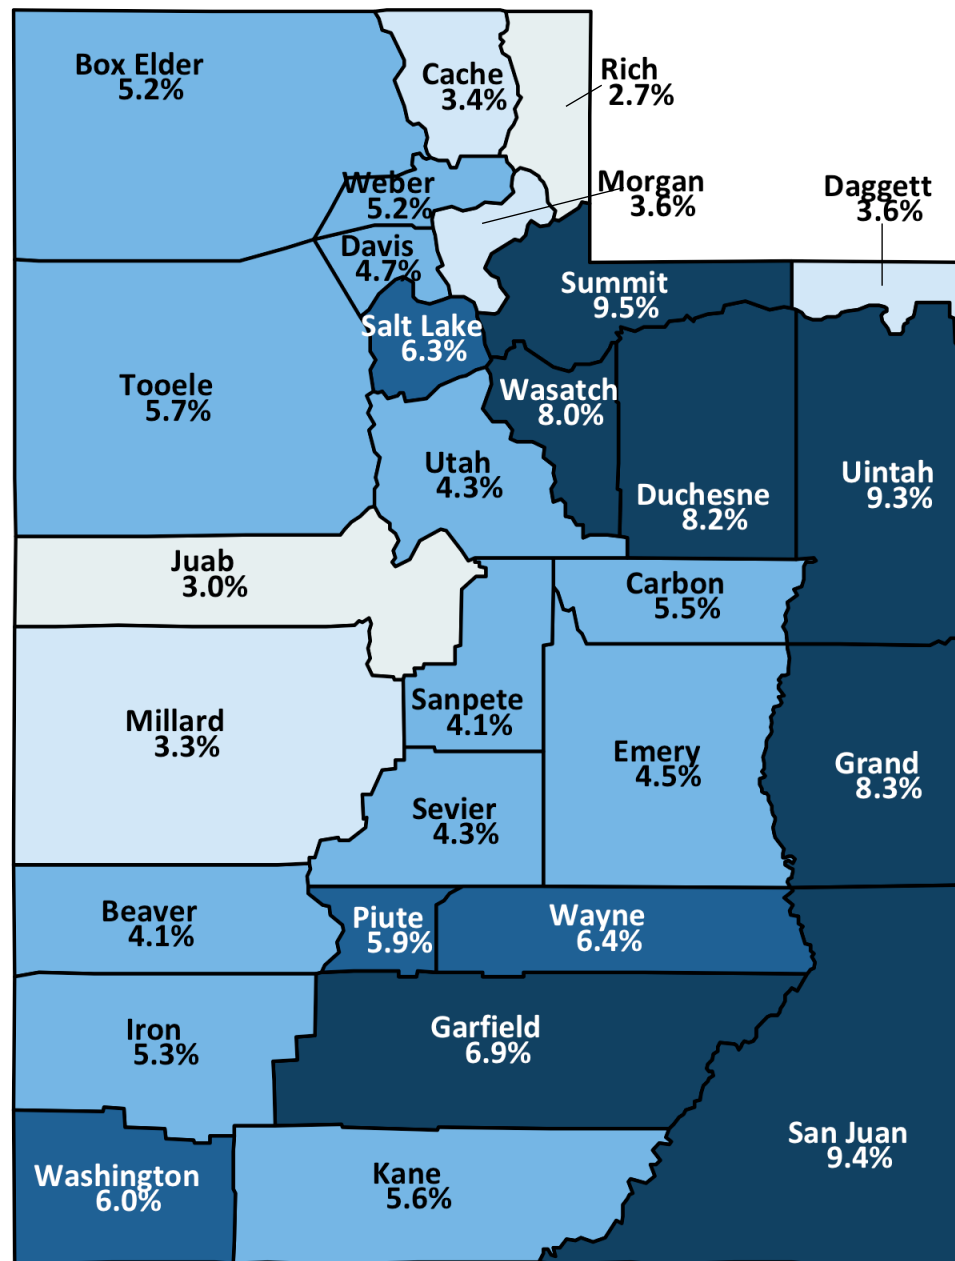 Box Elder
5.2%
Cache
3.4%
Rich
2.7%
Weber
5.2%
Morgan
3.6%
Daggett
3.6%
Davis
4.7%
Summit
9.5%
Salt Lake
6.3%
Tooele
5.7%
Wasatch
8.0%
Utah
4.3%
Duchesne
8.2%
Uintah
9.3%
Juab
3.0%
Carbon
5.5%
Millard
3.3%
Sanpete
4.1%
Emery
4.5%
Grand
8.3%
Sevier
4.3%
Beaver
4.1%
Piute
5.9%
Wayne
6.4%
Iron
5.3%
Garfield
6.9%
San Juan
9.4%
Washington
6.0%
Kane
5.6%